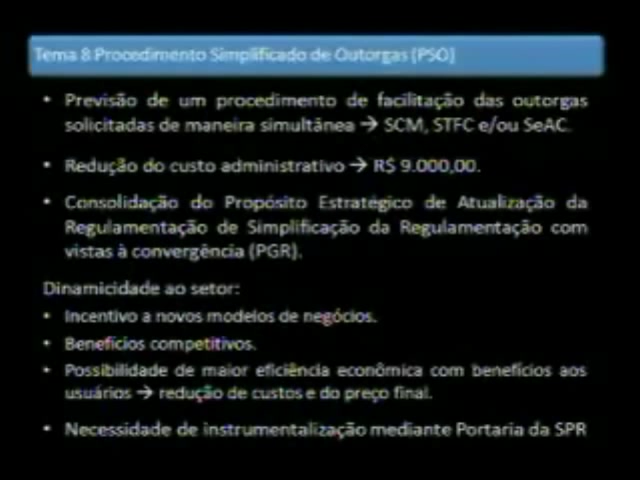 Tema 8 Procedimento Simplificado de Outorgas (PSO)
• Previsão de um procedimento de facilitação das outorgas
solicitadas de maneira simultânea → SCM, STFC e/ou SeAC.
• Redução do custo administrativo → R$ 9.000,00.
• Consolidação do Propósito Estratégico de Atualização da
Regulamentação de Simplificação da Regulamentação com
vistas à convergência (PGR).
Dinamicidade ao setor:
• Incentivo a novos modelos de negócios.
• Benefícios competitivos.
• Possibilidade de maior eficiência econômica com benefícios aos
usuários → redução de custos e do preço final.
• Necessidade de instrumentalização mediante Portaria da SPR